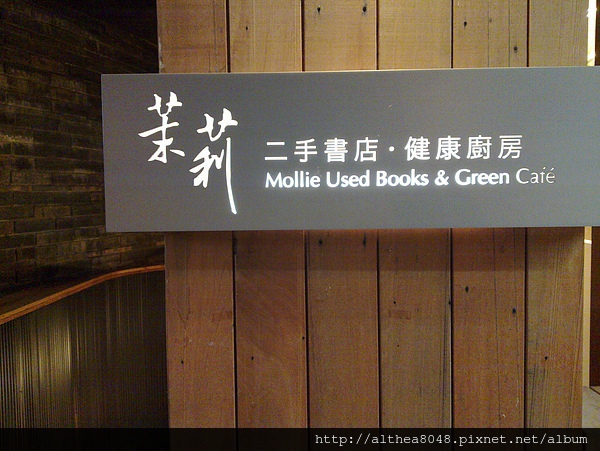 茉莉
二手書店·健康廚房
Mollie Used Books & Green Café
http://althea8048.pixnet.net/album